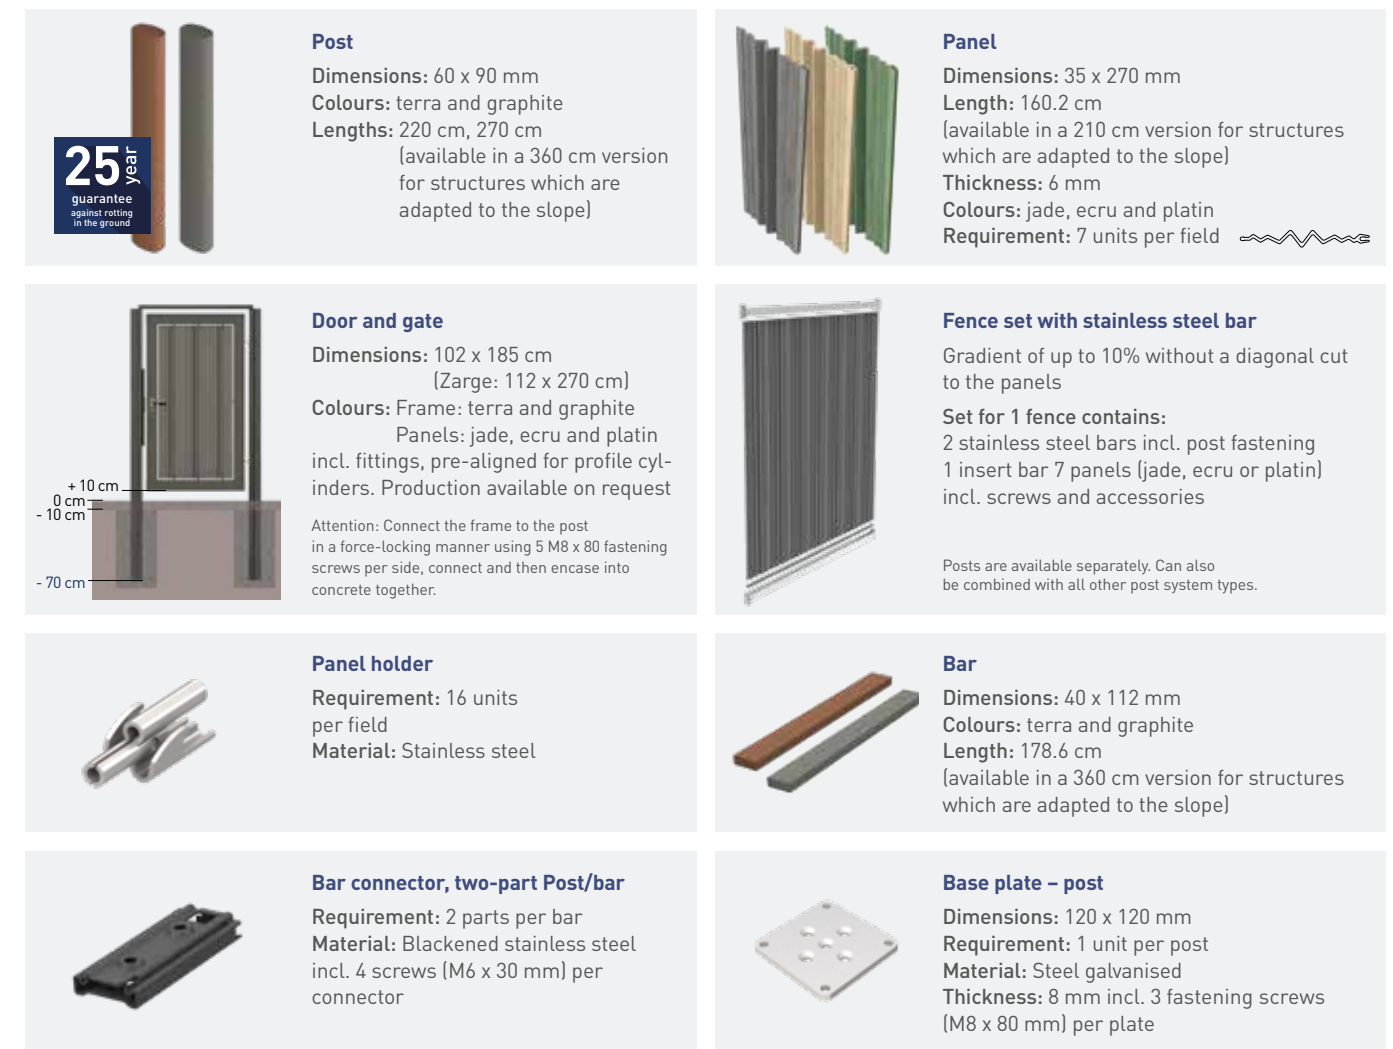 25 year
guarantee
against rotting
in the ground
Post
Dimensions: 60 x 90 mm
Colours: terra and graphite
Lengths: 220 cm, 270 cm
(available in a 360 cm version
for structures which are
adapted to the slope)
Panel
Dimensions: 35 x 270 mm
Length: 160.2 cm
(available in a 210 cm version for structures
which are adapted to the slope)
Thickness: 6 mm
Colours: jade, ecru and platin
Requirement: 7 units per field
+ 10 cm
0 cm
- 10 cm
- 70 cm
Door and gate
Dimensions: 102 x 185 cm
(Zarge: 112 x 270 cm)
Colours: Frame: terra and graphite
Panels: jade, ecru and platin
incl. fittings, pre-aligned for profile cyl-
inders. Production available on request
Attention: Connect the frame to the post
in a force-locking manner using 5 M8 x 80 fastening
screws per side, connect and then encase into
concrete together.
Fence set with stainless steel bar
Gradient of up to 10% without a diagonal cut
to the panels
Set for 1 fence contains:
2 stainless steel bars incl. post fastening
1 insert bar 7 panels (jade, ecru or platin)
incl. screws and accessories
Posts are available separately. Can also
be combined with all other post system types.
Panel holder
Requirement: 16 units
per field
Material: Stainless steel
Bar
Dimensions: 40 x 112 mm
Colours: terra and graphite
Length: 178.6 cm
(available in a 360 cm version for structures
which are adapted to the slope)
Bar connector, two-part Post/bar
Requirement: 2 parts per bar
Material: Blackened stainless steel
incl. 4 screws (M6 x 30 mm) per
connector
Base plate – post
Dimensions: 120 x 120 mm
Requirement: 1 unit per post
Material: Steel galvanised
Thickness: 8 mm incl. 3 fastening screws
(M8 x 80 mm) per plate